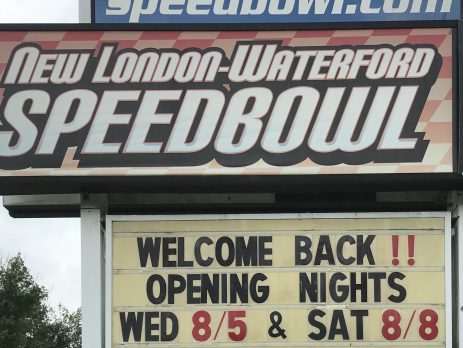 speedbowl.com
NEW LONDON-WATERFORD
SPEEDBOWL
WELCOME BACK !!
OPENING NIGHTS
WED 8/5 & SAT 8/8